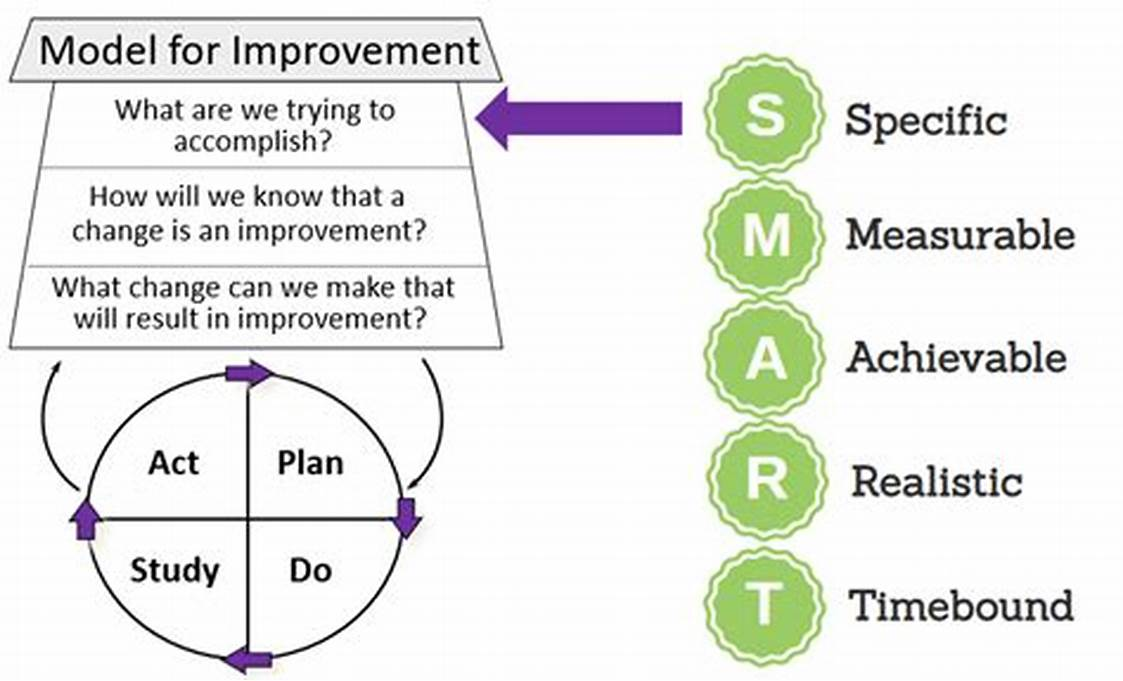 Model for Improvement
What are we trying to
accomplish?
How will we know that a
change is an improvement?
What change can we make that
will result in improvement?
Act
Plan
Study
Do
S
Specific
M
Measurable
A
Achievable
R
Realistic
T
Timebound